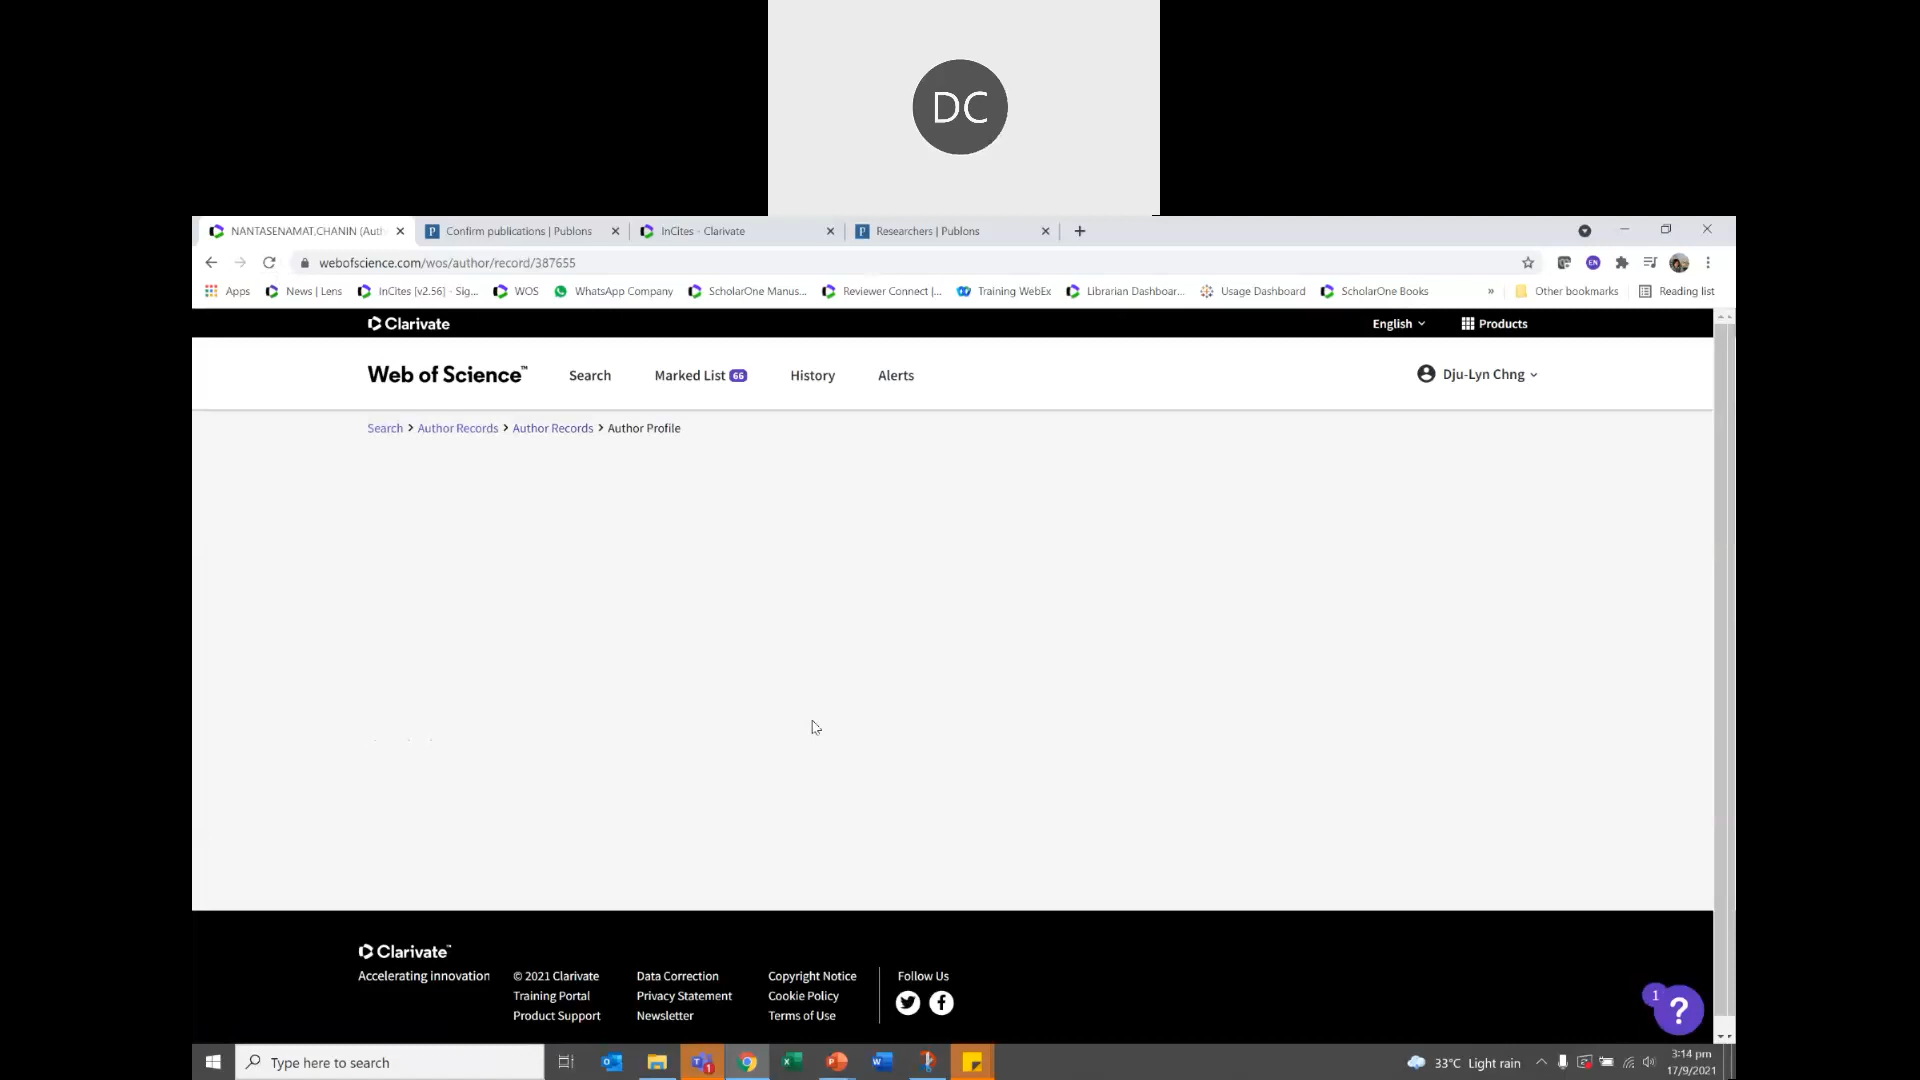 DC
NANTASENAMAT,CHANIN (Auth
Confirm publications | Publons
InCites - Clarivate
Researchers | Publons
webofscience.com/wos/author/record/387655
EN
Apps
News | Lens
InCites [v2.56] - Sig...
WOS
WhatsApp Company
ScholarOne Manus...
Reviewer Connect (...
Training WebEx
Librarian Dashboar...
Usage Dashboard
ScholarOne Books
»
Other bookmarks
Reading list
Clarivate
English
Products
Web of Science™
Search
Marked List 66
History
Alerts
Dju-Lyn Chng
Search > Author Records > Author Records > Author Profile
Clarivate™
Accelerating innovation
© 2021 Clarivate
Training Portal
Product Support
Data Correction
Privacy Statement
Newsletter
Copyright Notice
Cookie Policy
Terms of Use
Follow Us
1
?
Type here to search
33°C Light rain
3:14 pm
17/9/2021